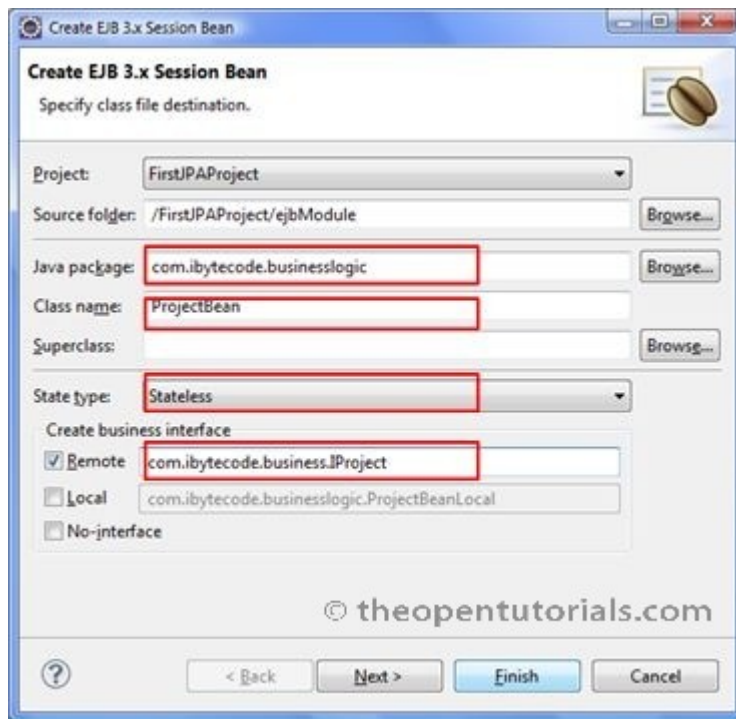 Create EJB 3.x Session Bean
Create EJB 3.x Session Bean
Specify class file destination.
Project: FirstJPAProject
Source folder: /FirstJPAProject/ejbModule Browse...
Java package: com.ibytecode.businesslogic Browse...
Class name: ProjectBean
Superclass: Browse...
State type: Stateless
Create business interface
Remote com.ibytecode.business.IProject
Local com.ibytecode.businesslogic.ProjectBeanLocal
No-interface
© theopentutorials.com
? < Back Next > Finish Cancel